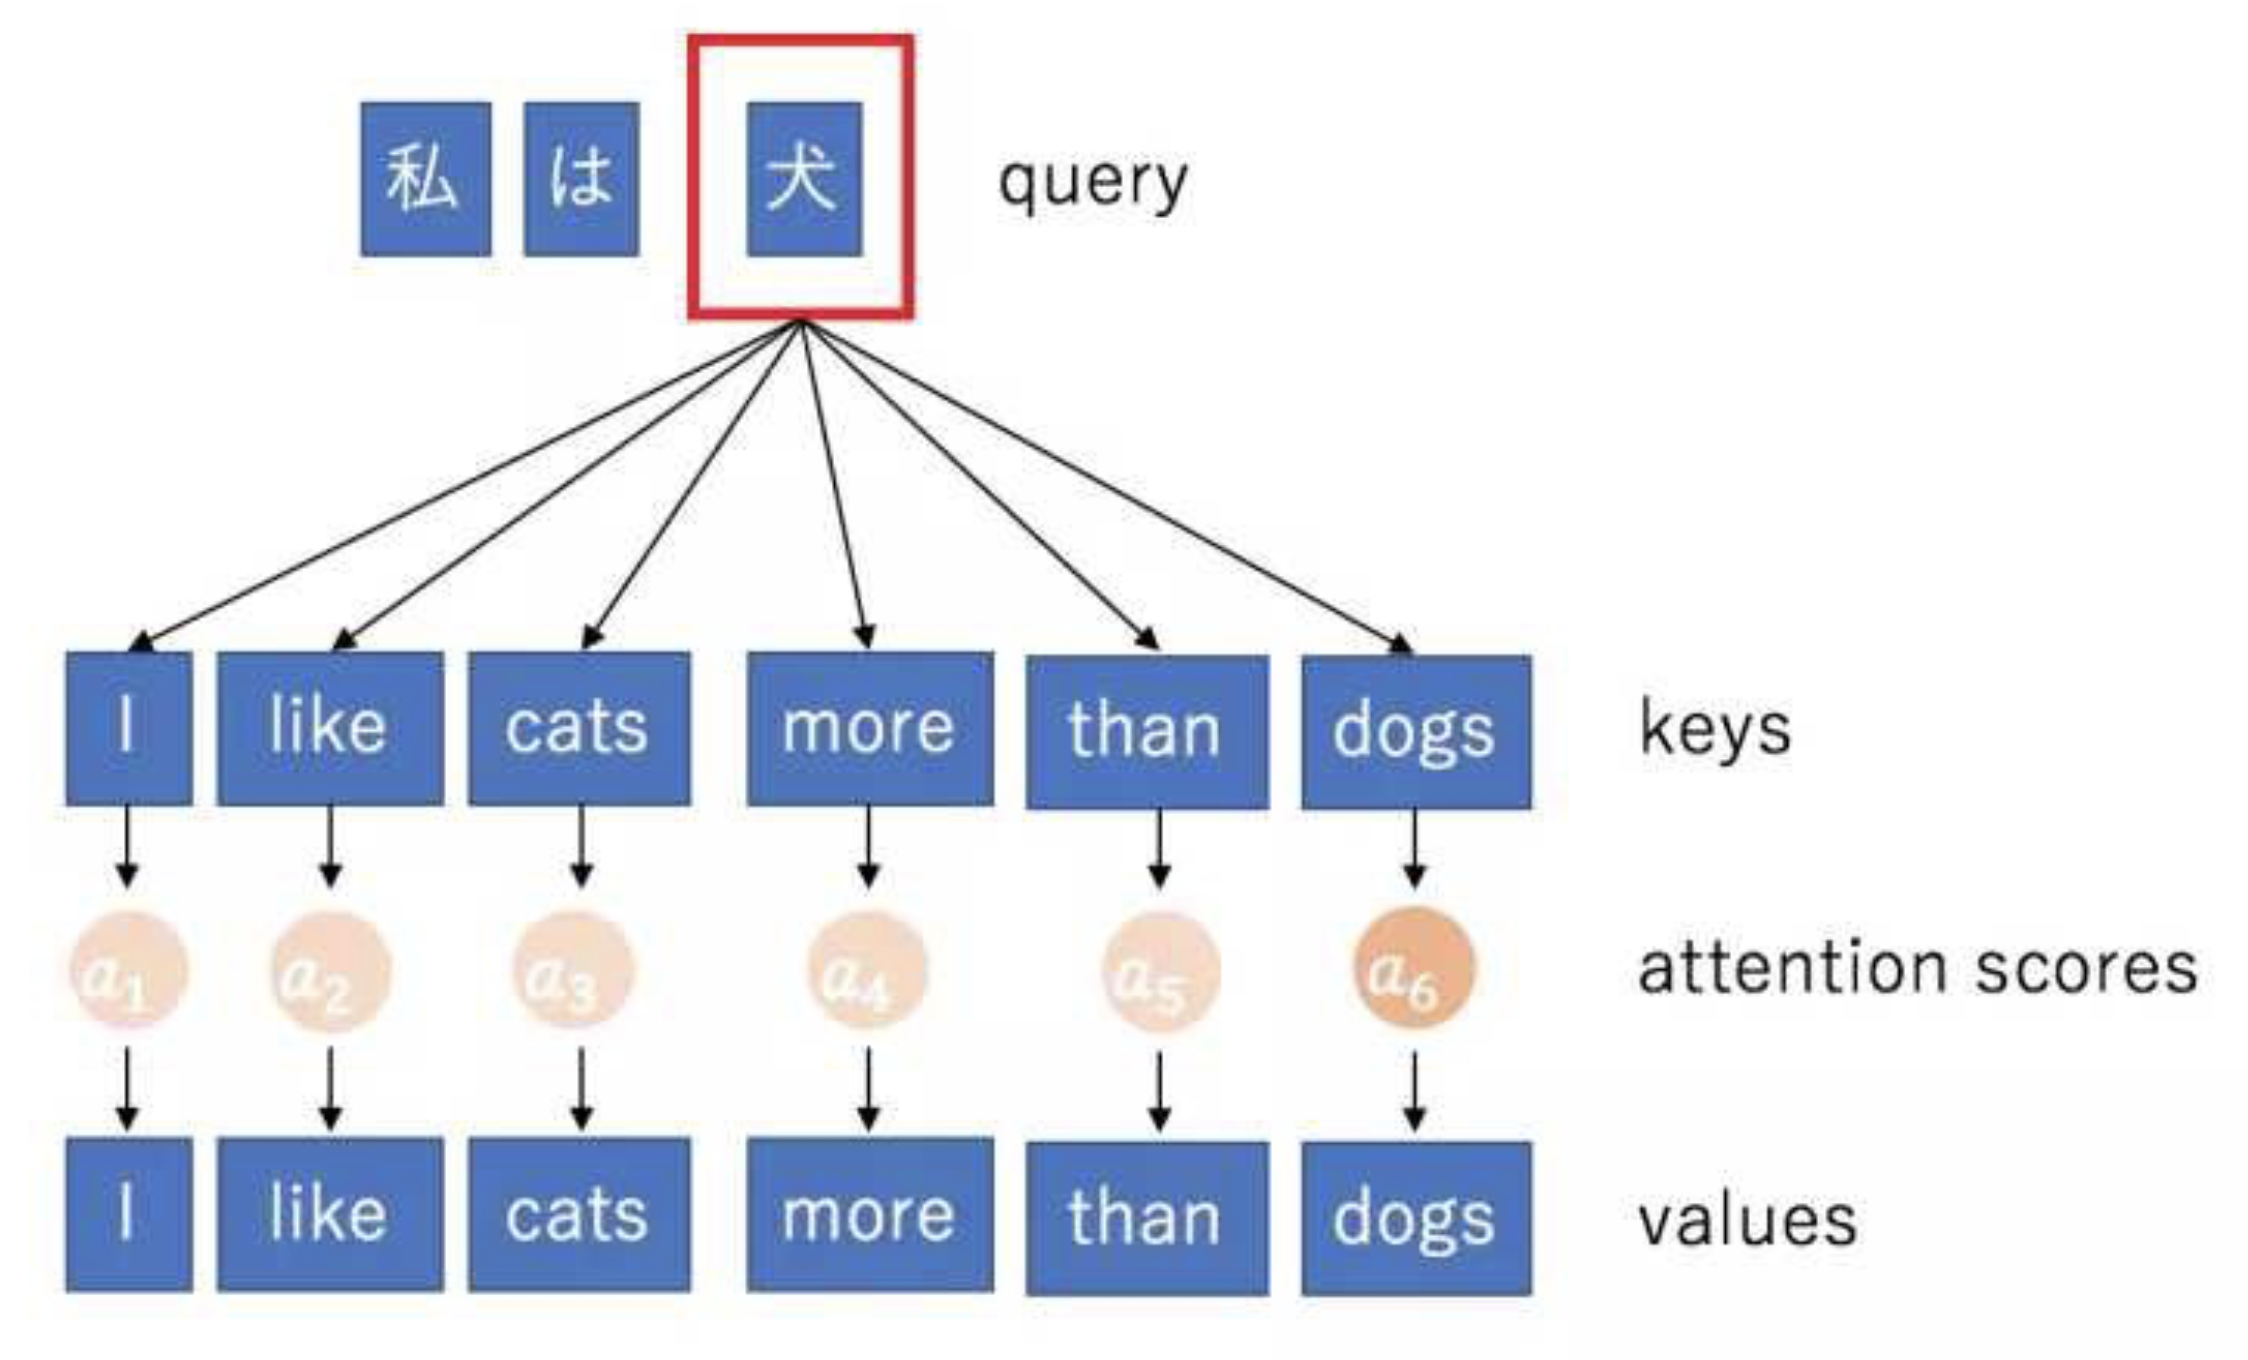 私 は 犬 query
I like cats more than dogs keys
a₁ a₂ a₃ a₄ a₅ a₆ attention scores
I like cats more than dogs values